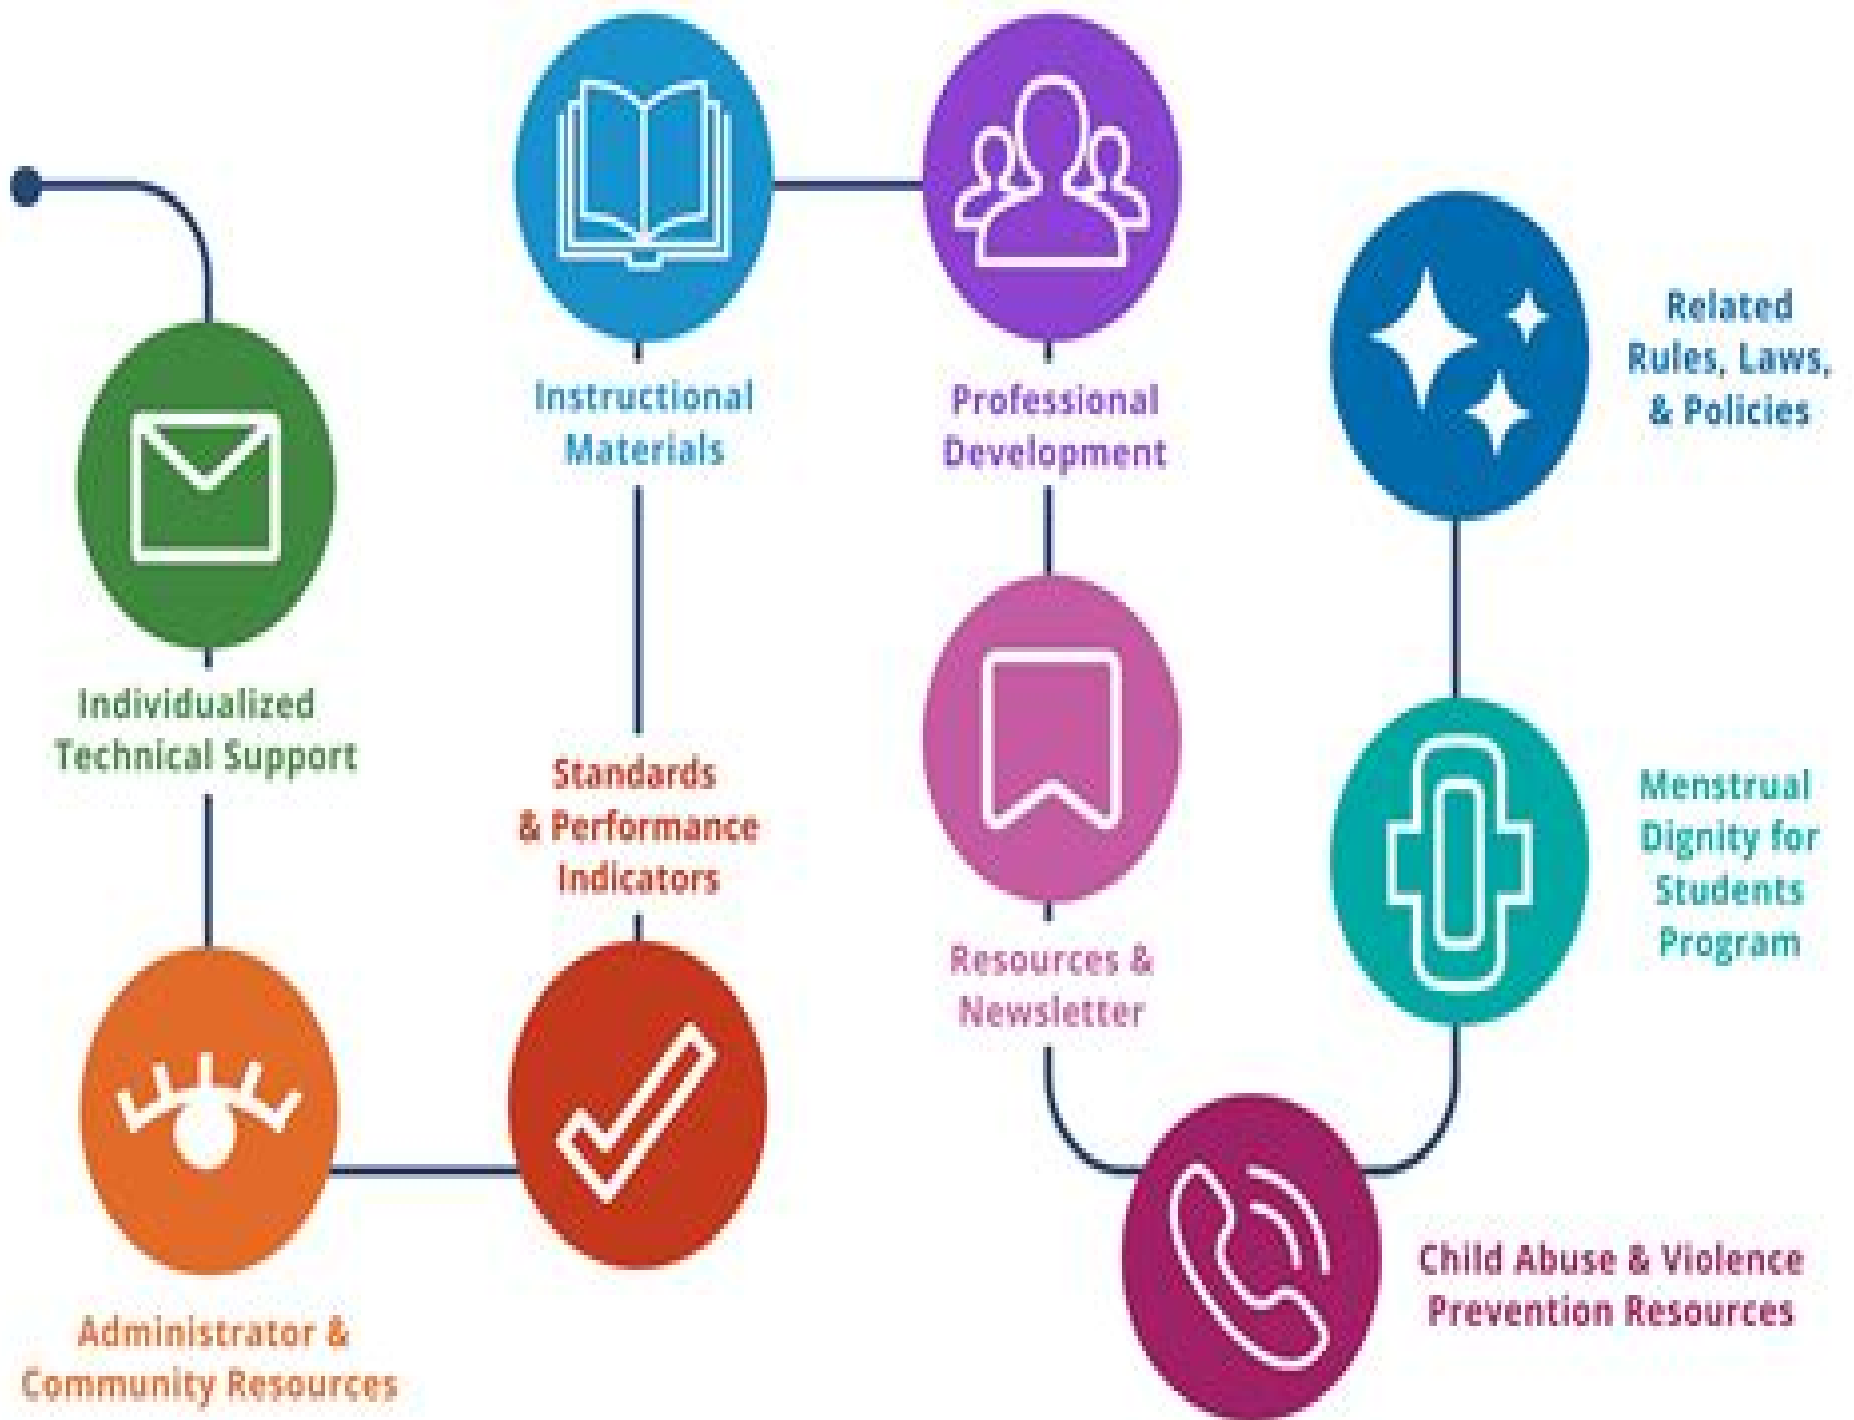 Individualized
Technical Support
Administrator &
Community Resources
Standards
& Performance
Indicators
Instructional
Materials
Professional
Development
Resources &
Newsletter
Child Abuse & Violence
Prevention Resources
Menstrual
Dignity for
Students
Program
Related
Rules, Laws,
& Policies